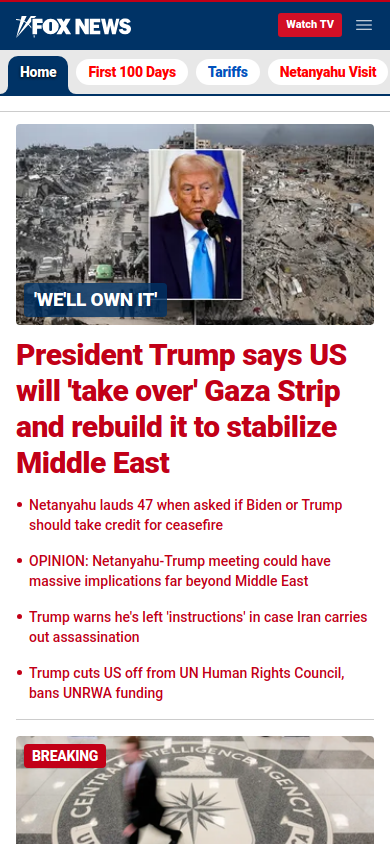 FOX NEWS
Watch TV
Home
First 100 Days
Tariffs
Netanyahu Visit
'WE'LL OWN IT'
President Trump says US
will 'take over' Gaza Strip
and rebuild it to stabilize
Middle East
• Netanyahu lauds 47 when asked if Biden or Trump
should take credit for ceasefire
• OPINION: Netanyahu-Trump meeting could have
massive implications far beyond Middle East
• Trump warns he's left 'instructions' in case Iran carries
out assassination
• Trump cuts US off from UN Human Rights Council,
bans UNRWA funding
BREAKING
CENTRAL INTELLIGENCE AGENCY